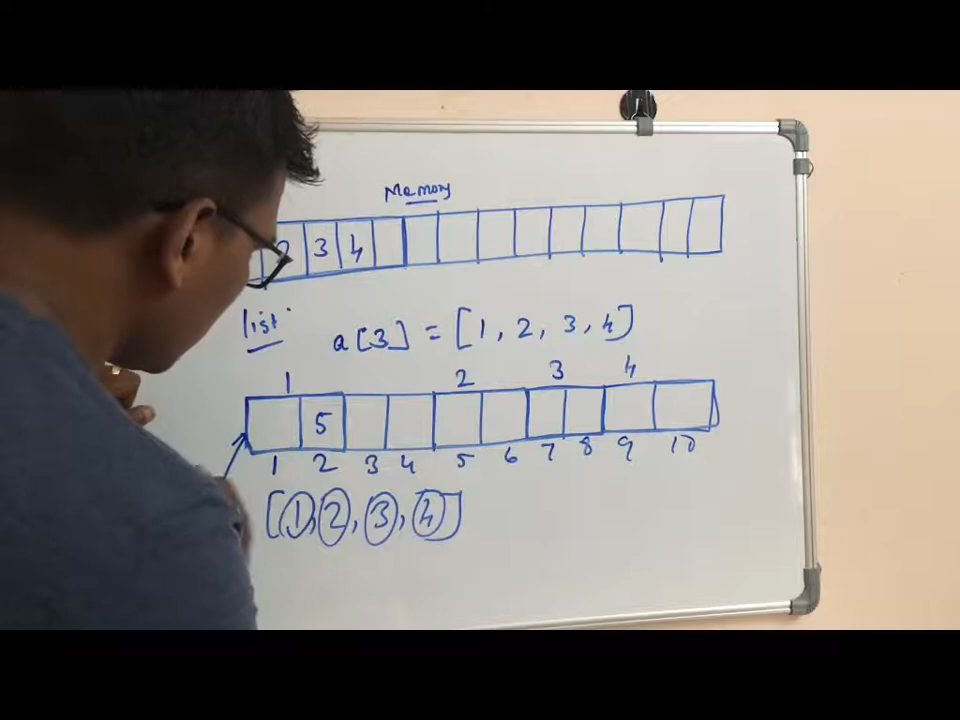 Memory
2 3 4
list
a[3] = [1, 2, 3, 4]
1 2 3 4
5
1 2 3 4 5 6 7 8 9 10
[1, 2, 3, 4]